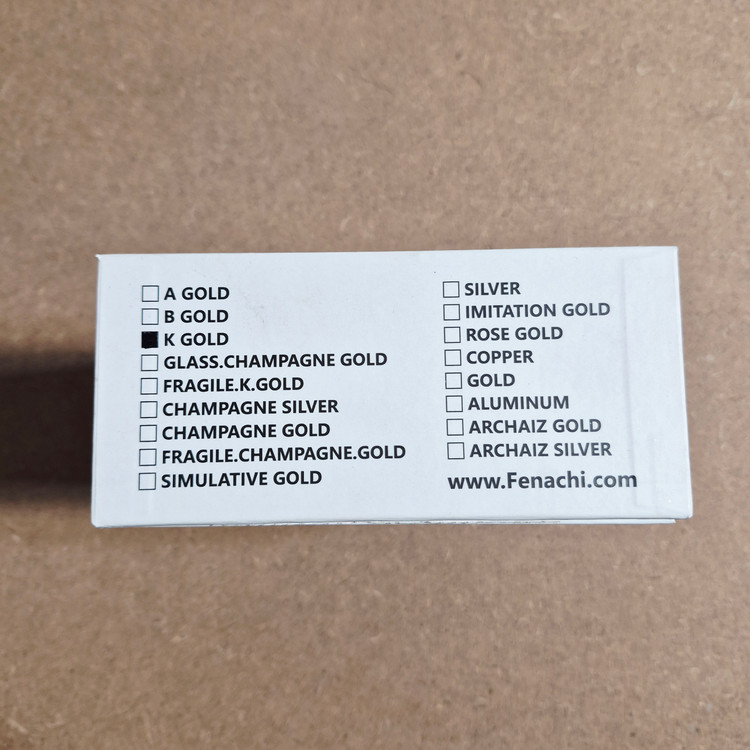 A GOLD
B GOLD
K GOLD
GLASS.CHAMPAGNE GOLD
FRAGILE.K.GOLD
CHAMPAGNE SILVER
CHAMPAGNE GOLD
FRAGILE.CHAMPAGNE.GOLD
SIMULATIVE GOLD
SILVER
IMITATION GOLD
ROSE GOLD
COPPER
GOLD
ALUMINUM
ARCHAIZ GOLD
ARCHAIZ SILVER
www.Fenachi.com